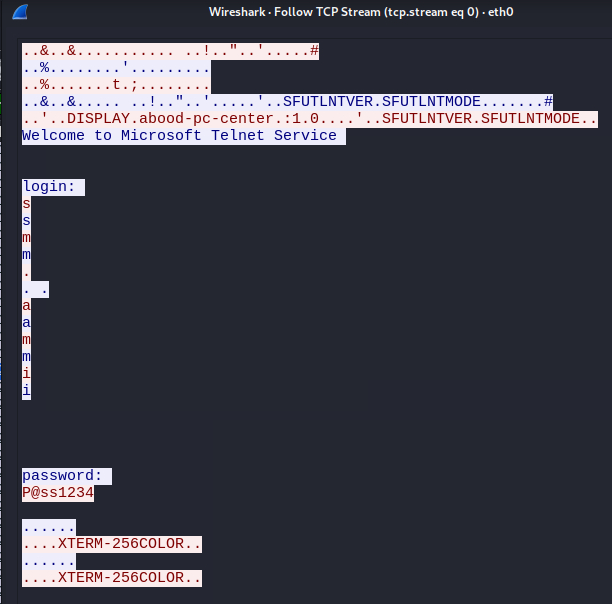 Wireshark · Follow TCP Stream (tcp.stream eq 0) · eth0
..&..&........... ..!.."..'.....#
..%........'.........
..%.......t.;........
..&..&..... ..!.."..'.....'..SFUTLNTVER.SFUTLNTMODE.......#
..'..DISPLAY.abood-pc-center.:1.0....'..SFUTLNTVER.SFUTLNTMODE..
Welcome to Microsoft Telnet Service
login:
s
s
m
m
.
. .
a
a
m
m
i
i
password:
P@ss1234
......
....XTERM-256COLOR..
......
....XTERM-256COLOR..